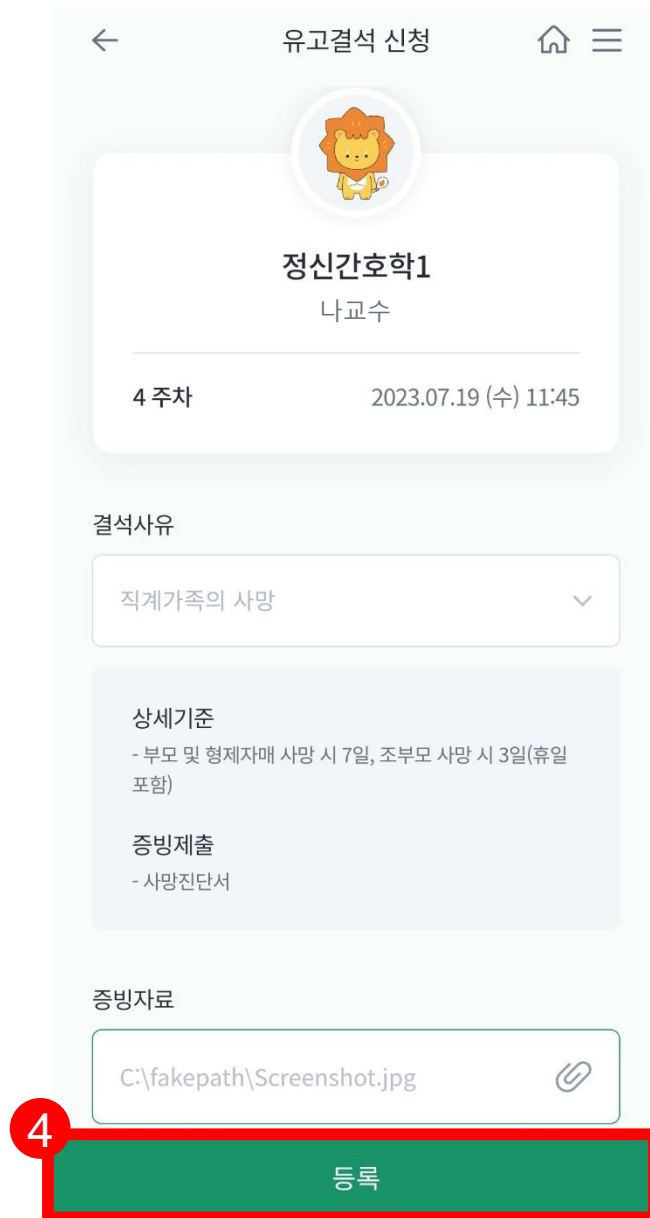 유고결석 신청
정신간호학1
나교수
4 주차 2023.07.19 (수) 11:45
결석사유
직계가족의 사망
상세기준
- 부모 및 형제자매 사망 시 7일, 조부모 사망 시 3일(휴일
포함)
증빙제출
- 사망진단서
증빙자료
C:\fakepath\Screenshot.jpg
4
등록